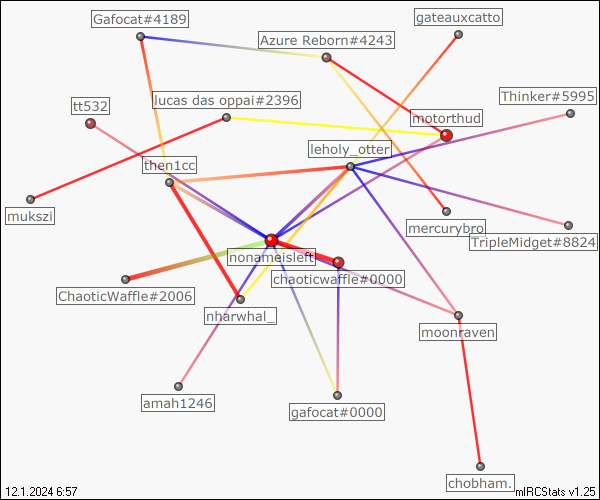 Gafocat#4189
gateauxcatto
Azure Reborn#4243
Thinker#5995
tt532
lucas das oppai#2396
motorthud
leholy_otter
then1cc
mukszi
mercurybro
TripleMidget#8824
nonameisleft
chaoticwaffle#0000
ChaoticWaffle#2006
nharwhal_
moonraven
amah1246
gafocat#0000
chobham.
12.1.2024 6:57
mIRCStats v1.25